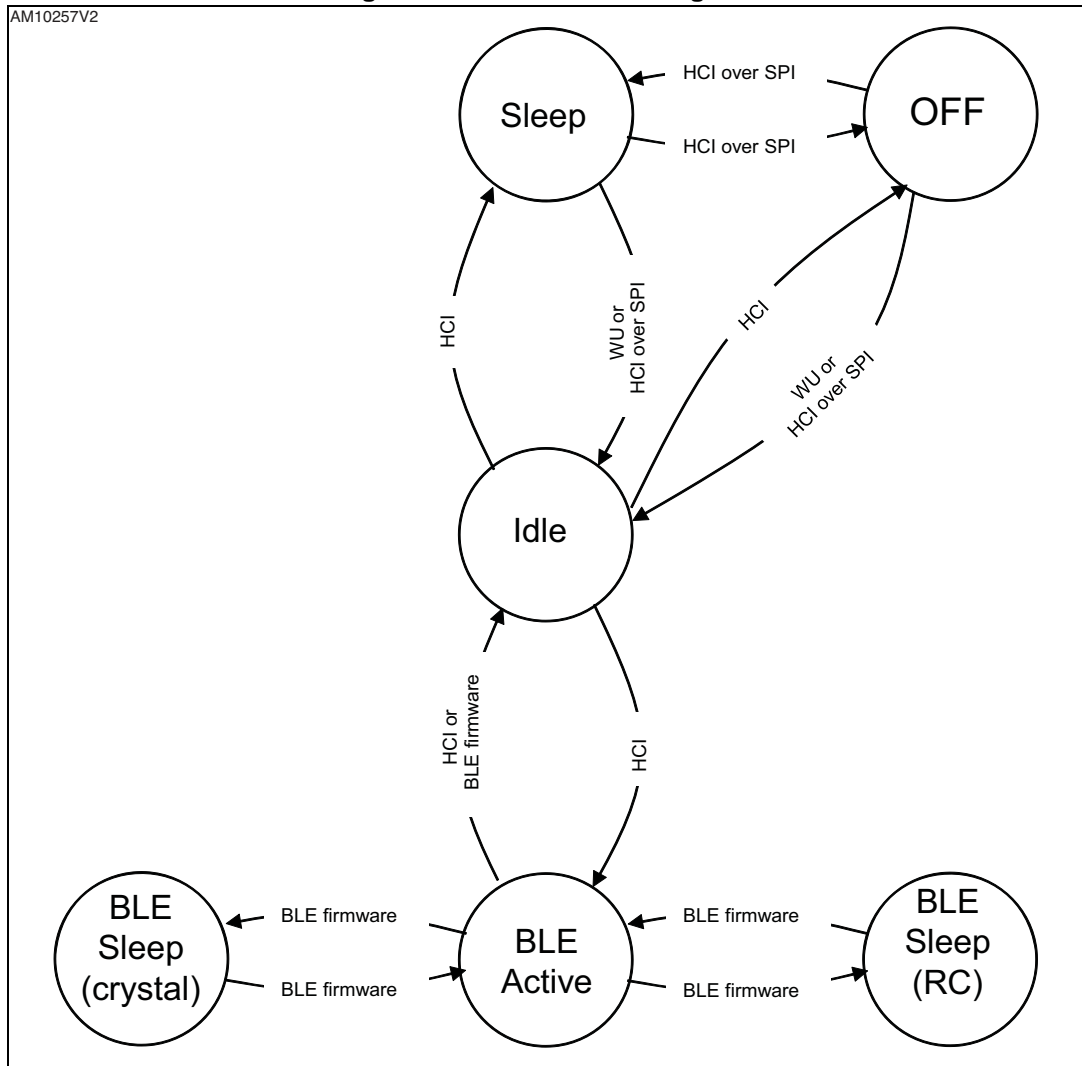 AM10257V2
HCI over SPI
Sleep
OFF
HCI over SPI
HCI
WU or
HCI over SPI
HCI
WU or
HCI over SPI
Idle
HCI or
BLE firmware
HCI
BLE
Sleep
(crystal)
BLE firmware
BLE firmware
BLE
Active
BLE firmware
BLE firmware
BLE
Sleep
(RC)